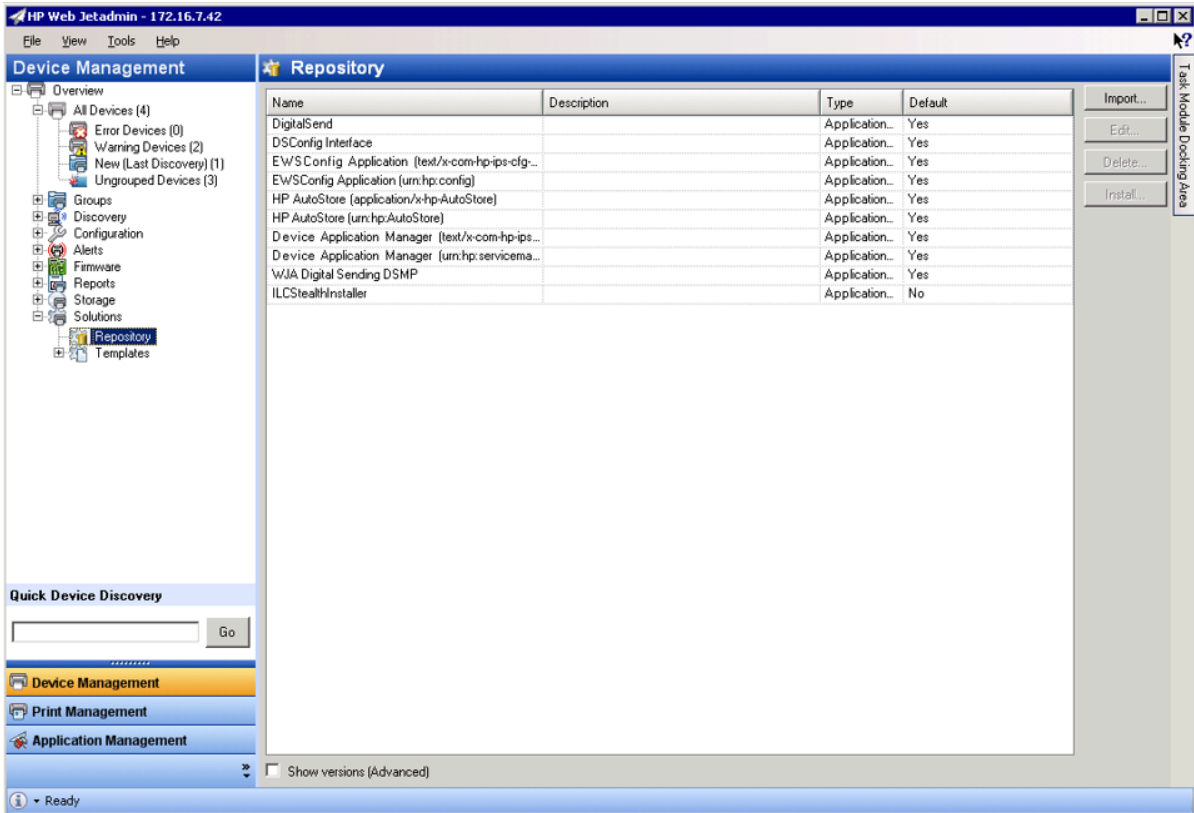 HP Web Jetadmin - 172.16.7.42
File View Tools Help
Device Management
Repository
Overview
All Devices (4)
Error Devices (0)
Warning Devices (2)
New (Last Discovery) (1)
Ungrouped Devices (3)
Groups
Discovery
Configuration
Alerts
Firmware
Reports
Storage
Solutions
Repository
Templates
Name Description Type Default
DigitalSend Application... Yes
DSConfig Interface Application... Yes
EWSConfig Application (text/x-com-hp-ips-cfg-... Application... Yes
EWSConfig Application (urn:hp:config) Application... Yes
HP AutoStore (application/x-hp-AutoStore) Application... Yes
HP AutoStore (urn:hp:AutoStore) Application... Yes
Device Application Manager (text/x-com-hp-ips... Application... Yes
Device Application Manager (urn:hp:servicema... Application... Yes
WJA Digital Sending DSMP Application... Yes
ILCStealthInstaller Application... No
Import...
Edit...
Delete...
Install...
Task Module Docking Area
Quick Device Discovery
Go
Device Management
Print Management
Application Management
Show versions (Advanced)
Ready